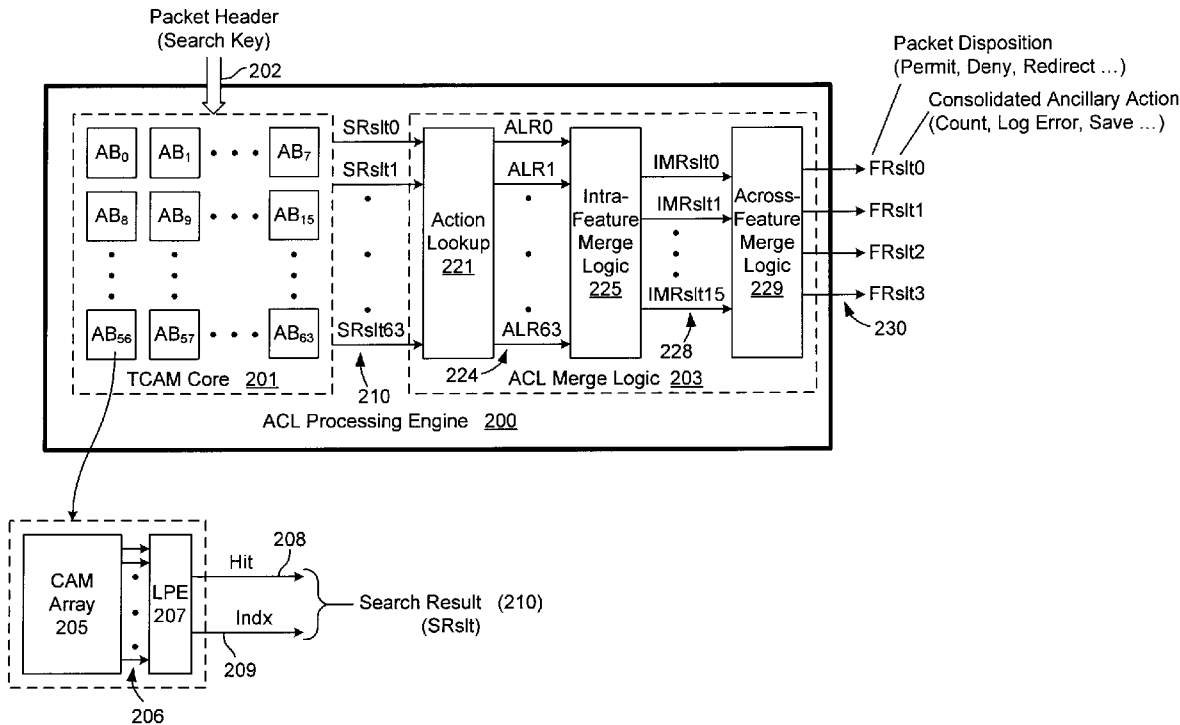 Packet Header
(Search Key)
202
Packet Disposition
(Permit, Deny, Redirect ...)
Consolidated Ancillary Action
(Count, Log Error, Save ...)
AB0 AB1 AB7
AB8 AB9 AB15
AB56 AB57 AB63
TCAM Core 201
SRslt0
SRslt1
SRslt63
210
Action
Lookup
221
ALR0
ALR1
ALR63
224
Intra-
Feature
Merge
Logic
225
IMRslt0
IMRslt1
IMRslt15
228
Across-
Feature
Merge
Logic
229
FRslt0
FRslt1
FRslt2
FRslt3
230
ACL Merge Logic 203
ACL Processing Engine 200
CAM
Array
205
206
LPE
207
Hit
208
Indx
209
Search Result (210)
(SRslt)